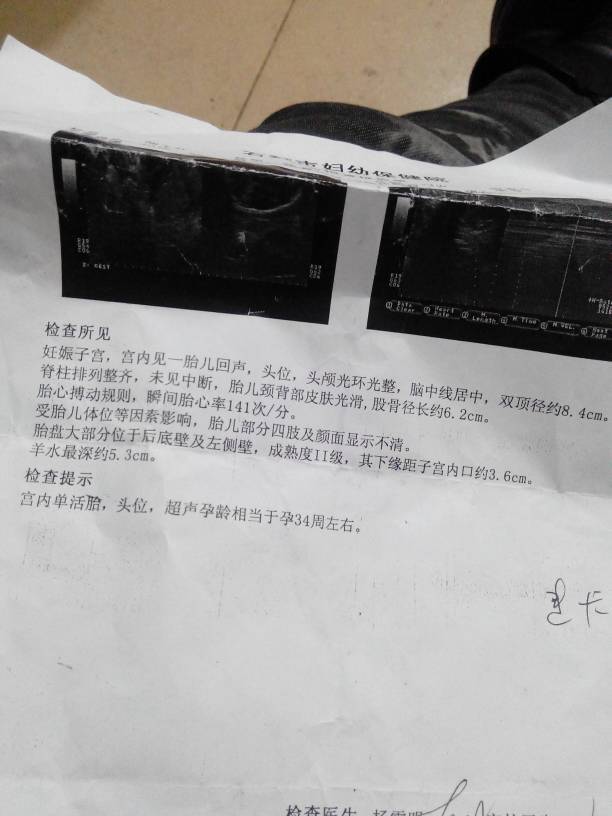 妇幼保健院
检查所见
妊娠子宫，宫内见一胎儿回声，头位，头颅光环光整，脑中线居中，双顶径约8.4cm。
脊柱排列整齐，未见中断，胎儿颈背部皮肤光滑，股骨径长约6.2cm。
胎心搏动规则，瞬间胎心率141次/分。
受胎儿体位等因素影响，胎儿部分四肢及颜面显示不清。
胎盘大部分位于后底壁及左侧壁，成熟度II级，其下缘距子宫内口约3.6cm。
羊水最深约5.3cm。
检查提示
宫内单活胎，头位，超声孕龄相当于孕34周左右。
检查医生